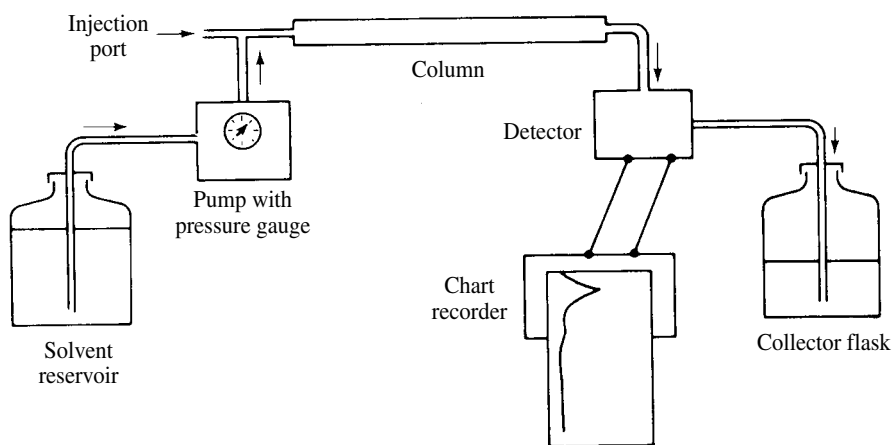 Injection
port
Column
Detector
Pump with
pressure gauge
Chart
recorder
Solvent
reservoir
Collector flask